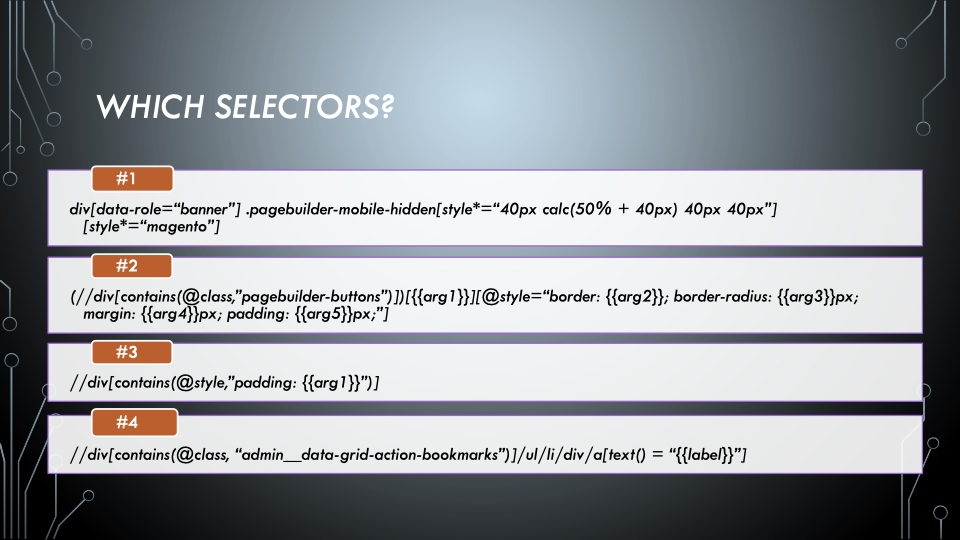 WHICH SELECTORS?
#1
div[data-role=“banner”] .pagebuilder-mobile-hidden[style*=“40px calc(50% + 40px) 40px 40px”]
[style*=“magento”]
#2
(//div[contains(@class,”pagebuilder-buttons”)])[{{arg1}}][@style=“border: {{arg2}}; border-radius: {{arg3}}px;
margin: {{arg4}}px; padding: {{arg5}}px;”]
#3
//div[contains(@style,”padding: {{arg1}}”)]
#4
//div[contains(@class, “admin__data-grid-action-bookmarks”)]/ul/li/div/a[text() = “{{label}}”]